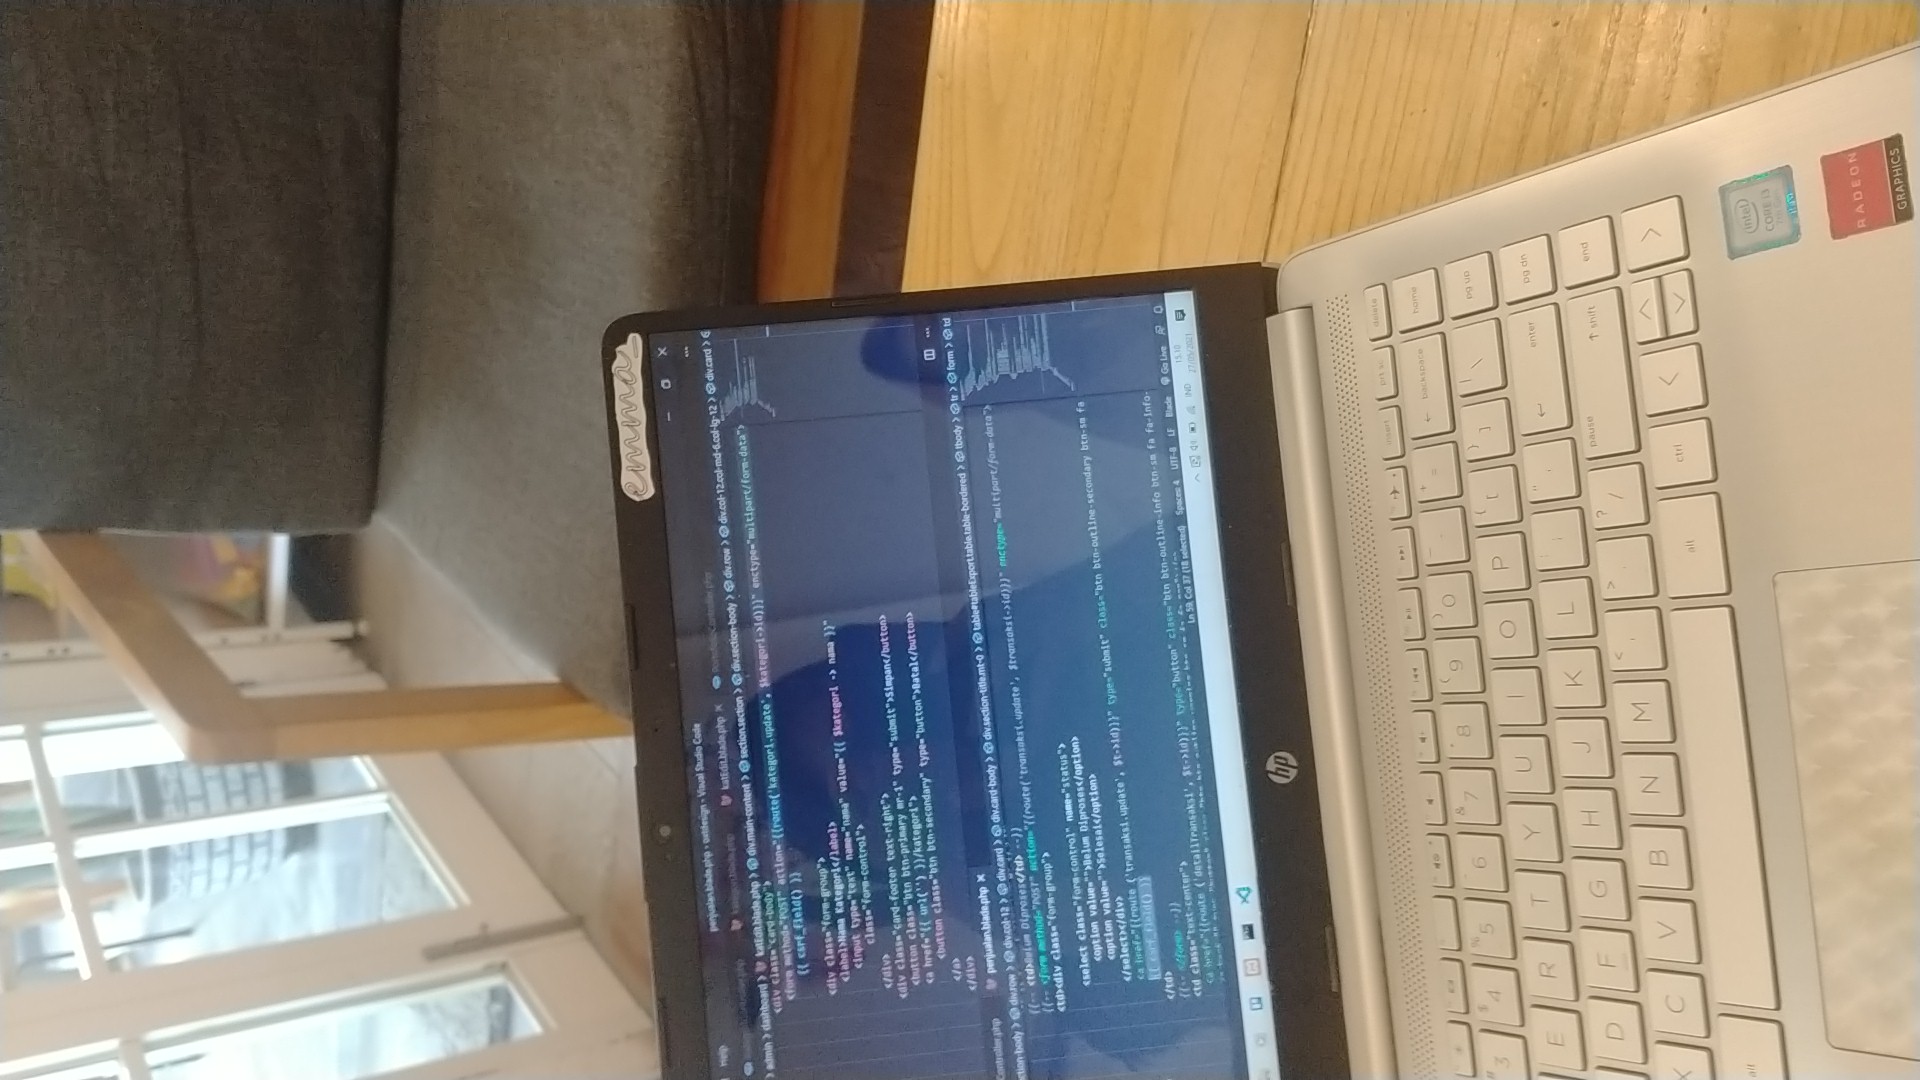 emma_
Help
penjualan.blade.php - oxtdesign - Visual Studio Code
katEdit.blade.php
> admin > dashboard > katEdit.blade.php > div.main-content > section.section > div.section-body > div.row > div.col-12.col-md-6.col-lg-12 > div.card >
<div class="card-body">
<form method="POST" action="{{route('kategori.update', $kategori->id)}}" enctype="multipart/form-data">
{{ csrf_field() }}
<div class="form-group">
<label>Nama Kategori</label>
<input type="text" name="nama" value="{{ $kategori -> nama }}"
class="form-control">
</div>
<div class="card-footer text-right">
<button class="btn btn-primary mr-1" type="submit">Simpan</button>
<a href="{{ url('') }}/kategori">
<button class="btn btn-secondary" type="button">Batal</button>
</a>
</div>
Controller.php penjualan.blade.php
ction-body > div.row > div.col-12 > div.card > div.card-body > div.section-title.mt-0 > table#tableExport.table.table-bordered > tbody > tr > form > td
{{-- <td>Belum Diproses</td> --}}
{{-- <form method="POST" action="{{route('transaksi.update', $transaksi->id)}}" enctype="multipart/form-data">
<td><div class="form-group">
<select class="form-control" name="status">
<option value="">Belum Diproses</option>
<option value="">Selesai</option>
</select></div>
<a href="{{route ('transaksi.update', $t->id)}}" type="submit" class="btn btn-outline-secondary btn-sm fa
{{ csrf_field() }}
</td>
{{-- </form> --}}
<td class="text-center">
<a href="{{route ('detailTransaksi', $t->id)}}" type="button" class="btn btn-outline-info btn-sm fa fa-info-
Ln 59, Col 37 (18 selected) Spaces: 4 UTF-8 LF Blade Go Live
IND 15.10
27/05/2021
hp
insert prt sc delete
# 3 $ 4 % 5 6 & 7 * 8 ( 9 ) 0 _ - + = ← backspace home
E R T Y U I O P { [ } ] | \ pg up
D F G H J K L : ; " ' ↵ enter pg dn
X C V B N M < , > . ? / pause ↑ shift end
alt alt ctrl
intel
CORE i3
7th Gen
RADEON
GRAPHICS